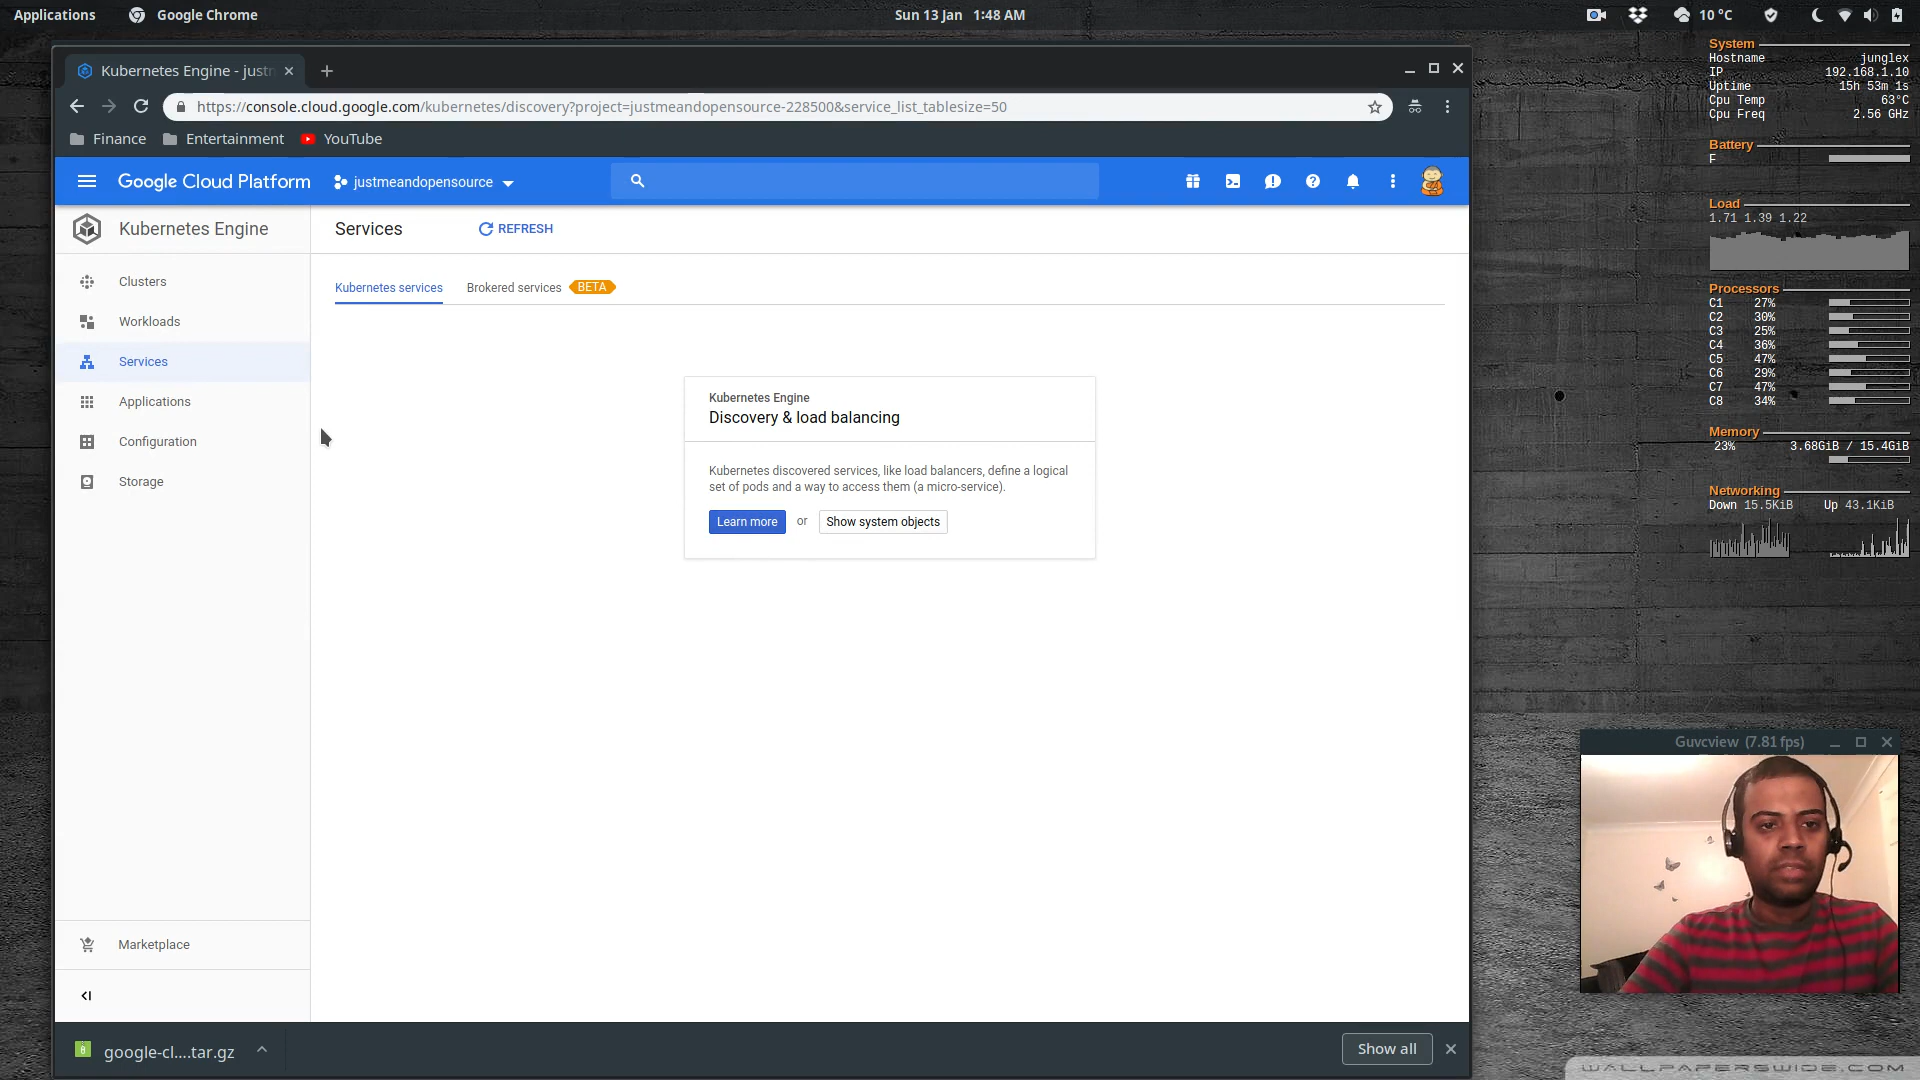 Applications
Google Chrome
Sun 13 Jan 1:48 AM
10 °C
Kubernetes Engine - justn
https://console.cloud.google.com/kubernetes/discovery?project=justmeandopensource-228500&service_list_tablesize=50
Finance
Entertainment
YouTube
Google Cloud Platform
justmeandopensource
Kubernetes Engine
Services
REFRESH
Clusters
Workloads
Services
Applications
Configuration
Storage
Marketplace
Kubernetes services
Brokered services
BETA
Kubernetes Engine
Discovery & load balancing
Kubernetes discovered services, like load balancers, define a logical
set of pods and a way to access them (a micro-service).
Learn more or Show system objects
google-cl....tar.gz
Show all
System
Hostname junglex
IP 192.168.1.10
Uptime 15h 53m 1s
Cpu Temp 63°C
Cpu Freq 2.56 GHz
Battery
F
Load
1.71 1.39 1.22
Processors
C1 27%
C2 30%
C3 25%
C4 36%
C5 47%
C6 29%
C7 47%
C8 34%
Memory
23% 3.68GiB / 15.4GiB
Networking
Down 15.5KiB Up 43.1KiB
Guvcview (7.81 fps)
WALLPAPERSWIDE.COM